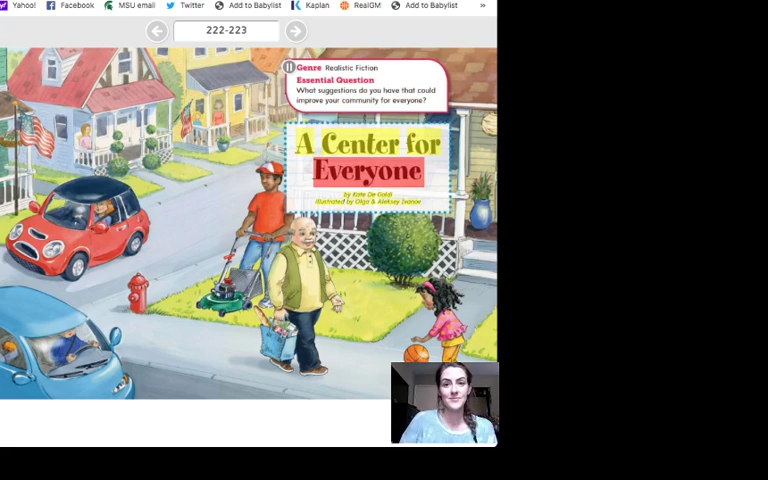 Yahoo! Facebook MSU email Twitter Add to Babylist Kaplan RealGM Add to Babylist »
222-223
Genre Realistic Fiction
Essential Question
What suggestions do you have that could
improve your community for everyone?
A Center for
Everyone
by Kate De Goldi
illustrated by Olga & Aleksey Ivanov